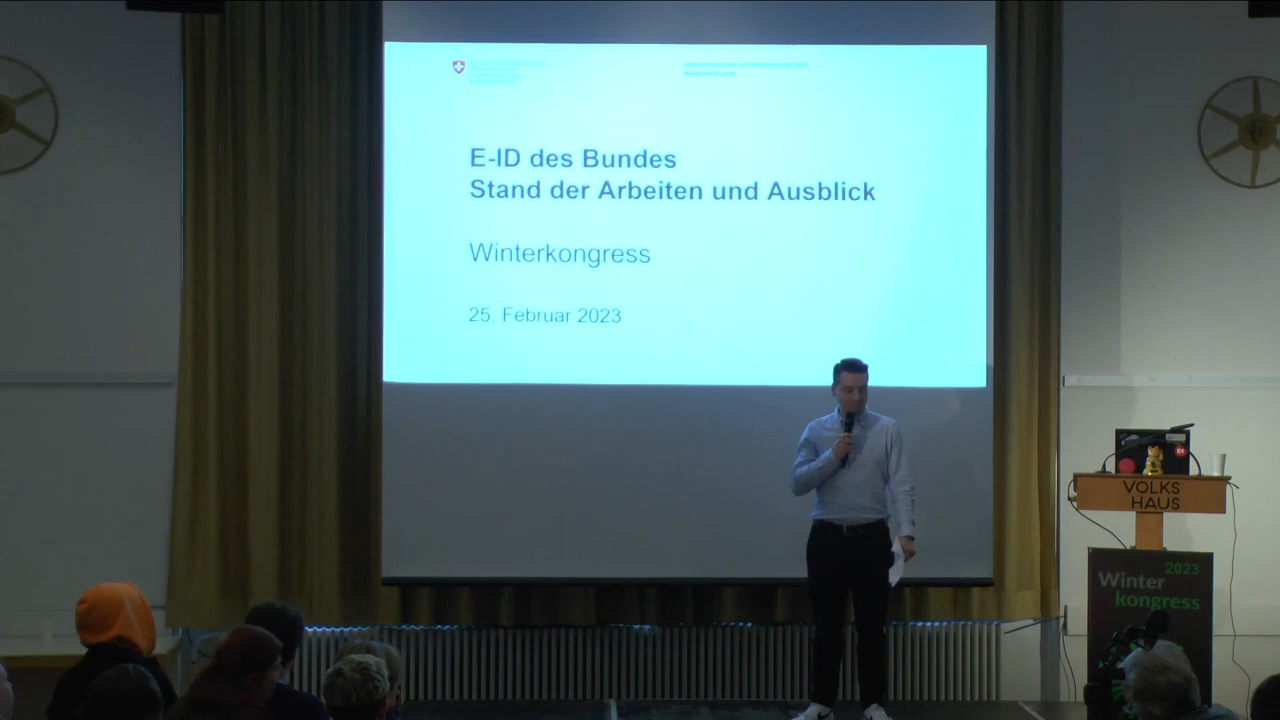 E-ID des Bundes
Stand der Arbeiten und Ausblick
Winterkongress
25. Februar 2023
VOLKS
HAUS
2023
Winter
kongress